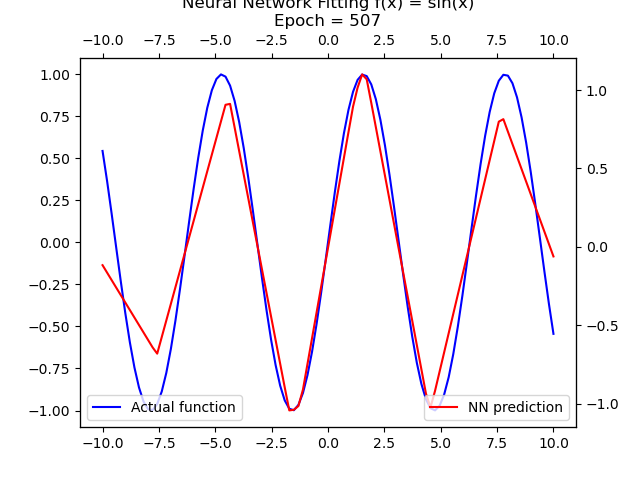 Neural Network Fitting f(x) = sin(x)
Epoch = 507
−10.0 −7.5 −5.0 −2.5 0.0 2.5 5.0 7.5 10.0
1.00
0.75
0.50
0.25
0.00
−0.25
−0.50
−0.75
−1.00
1.0
0.5
0.0
−0.5
−1.0
Actual function
NN prediction
−10.0 −7.5 −5.0 −2.5 0.0 2.5 5.0 7.5 10.0